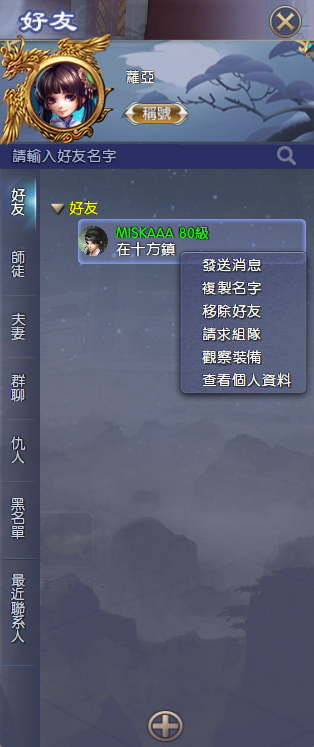 好友
蘿亞
稱號
請輸入好友名字
好友
師徒
夫妻
群聊
仇人
黑名單
最近聯系人
好友
MISKAAA 80級
在十方鎮
發送消息
複製名字
移除好友
請求組隊
觀察裝備
查看個人資料